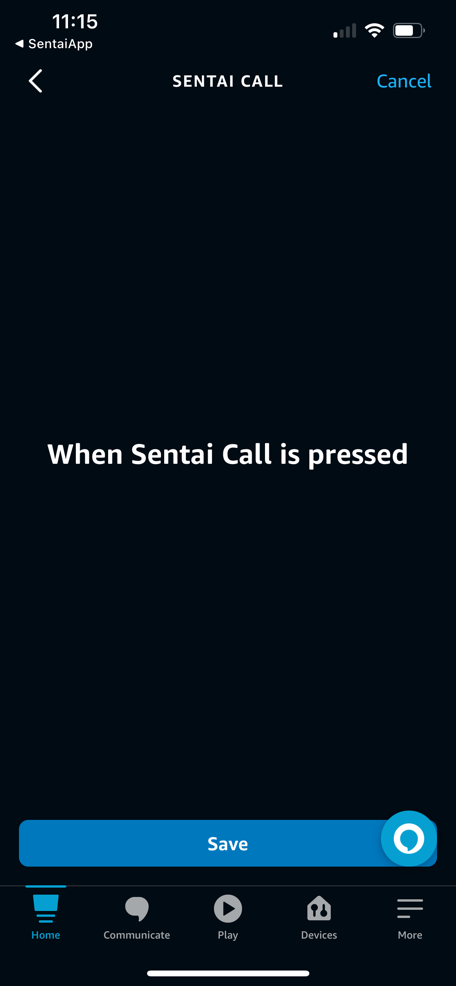 11:15
◀ SentaiApp
SENTAI CALL
Cancel
When Sentai Call is pressed
Save
Home
Communicate
Play
Devices
More